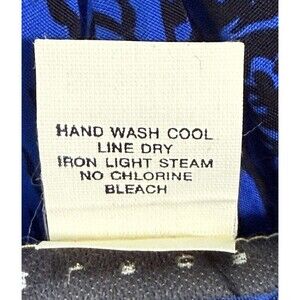 HAND WASH COOL
LINE DRY
IRON LIGHT STEAM
NO CHLORINE
BLEACH